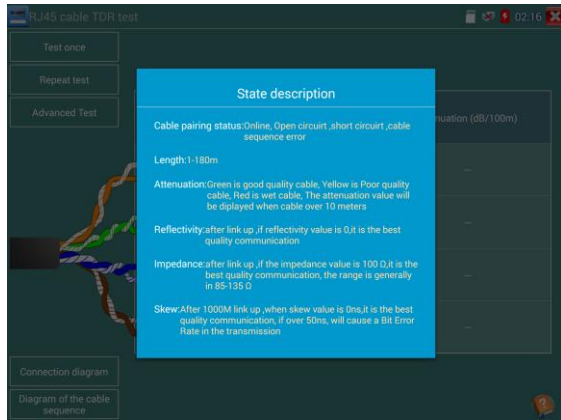 RJ45 cable TDR test
02:16
Test once
Repeat test
Advanced Test
State description
nuation (dB/100m)
Cable pairing status:Online, Open circuirt ,short circuirt ,cable
sequence error
Length:1-180m
Attenuation:Green is good quality cable, Yellow is Poor quality
cable, Red is wet cable, The attenuation value will
be diplayed when cable over 10 meters
Reflectivity:after link up ,if reflectivity value is 0,it is the best
quality communication
Impedance:after link up ,if the impedance value is 100 Ω,it is the
best quality communication, the range is generally
in 85-135 Ω
Skew:After 1000M link up ,when skew value is 0ns,it is the best
quality communication, if over 50ns, will cause a Bit Error
Rate in the transmission
Connection diagram
Diagram of the cable
sequence